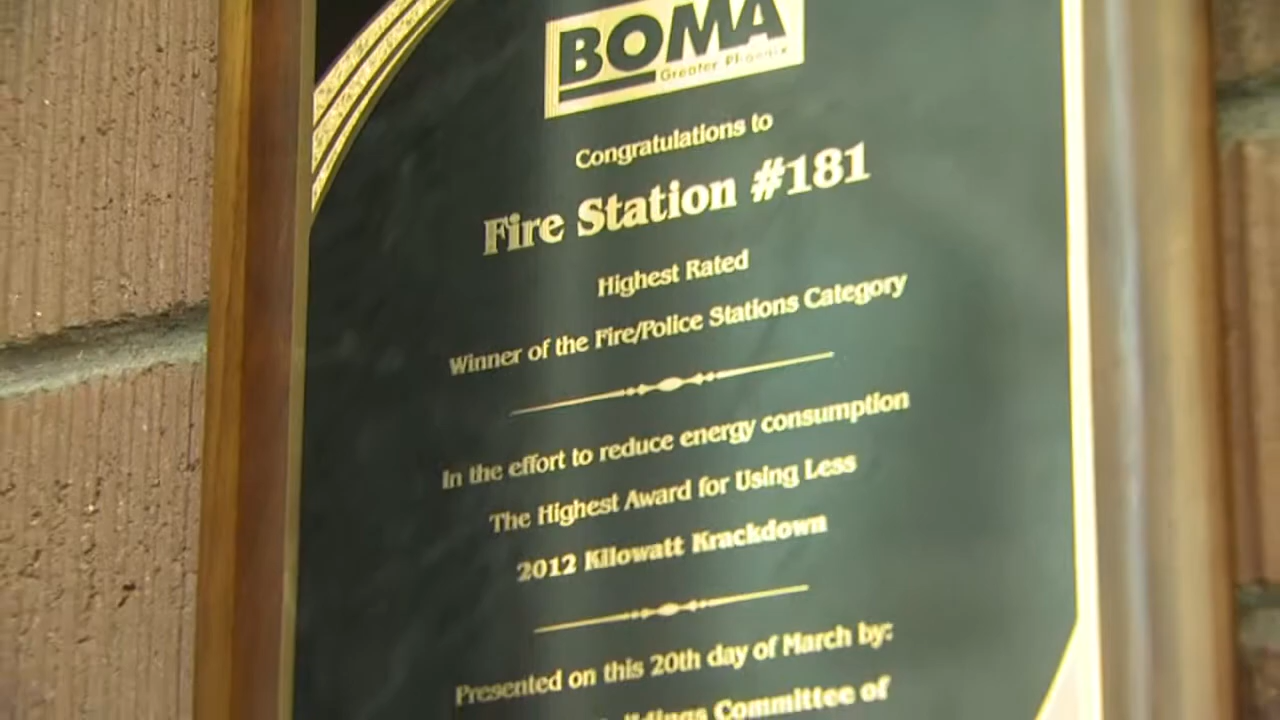 BOMA
Greater Phoenix
Congratulations to
Fire Station #181
Highest Rated
Winner of the Fire/Police Stations Category
In the effort to reduce energy consumption
The Highest Award for Using Less
2012 Kilowatt Krackdown
Presented on this 20th day of March by:
Committee of